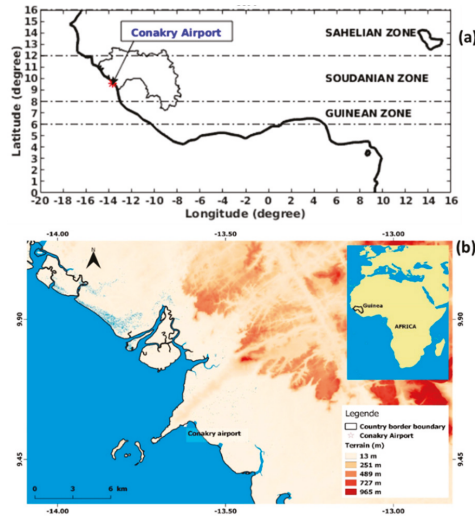 16
15
14
13
12
11
10
9
8
7
6
5
4
3
2
1
0
Latitude (degree)
Conakry Airport
SAHELIAN ZONE
(a)
SOUDANIAN ZONE
GUINEAN ZONE
-20 -18 -16 -14 -12 -10 -8 -6 -4 -2 0 2 4 6 8 10 12 14 16
Longitude (degree)
-14.00 -13.50 -13.00
(b)
N
Guinea
AFRICA
9.90 9.90
Conakry airport
Legende
Country border boundary
Conakry Airport
Terrain (m)
13 m
251 m
489 m
727 m
965 m
9.45 9.45
0 3 6 km
-14.00 -13.50 -13.00